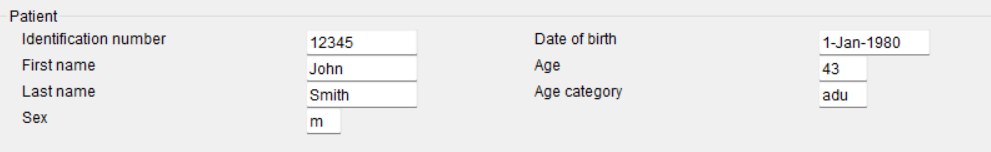 Patient
Identification number 12345 Date of birth 1-Jan-1980
First name John Age 43
Last name Smith Age category adu
Sex m